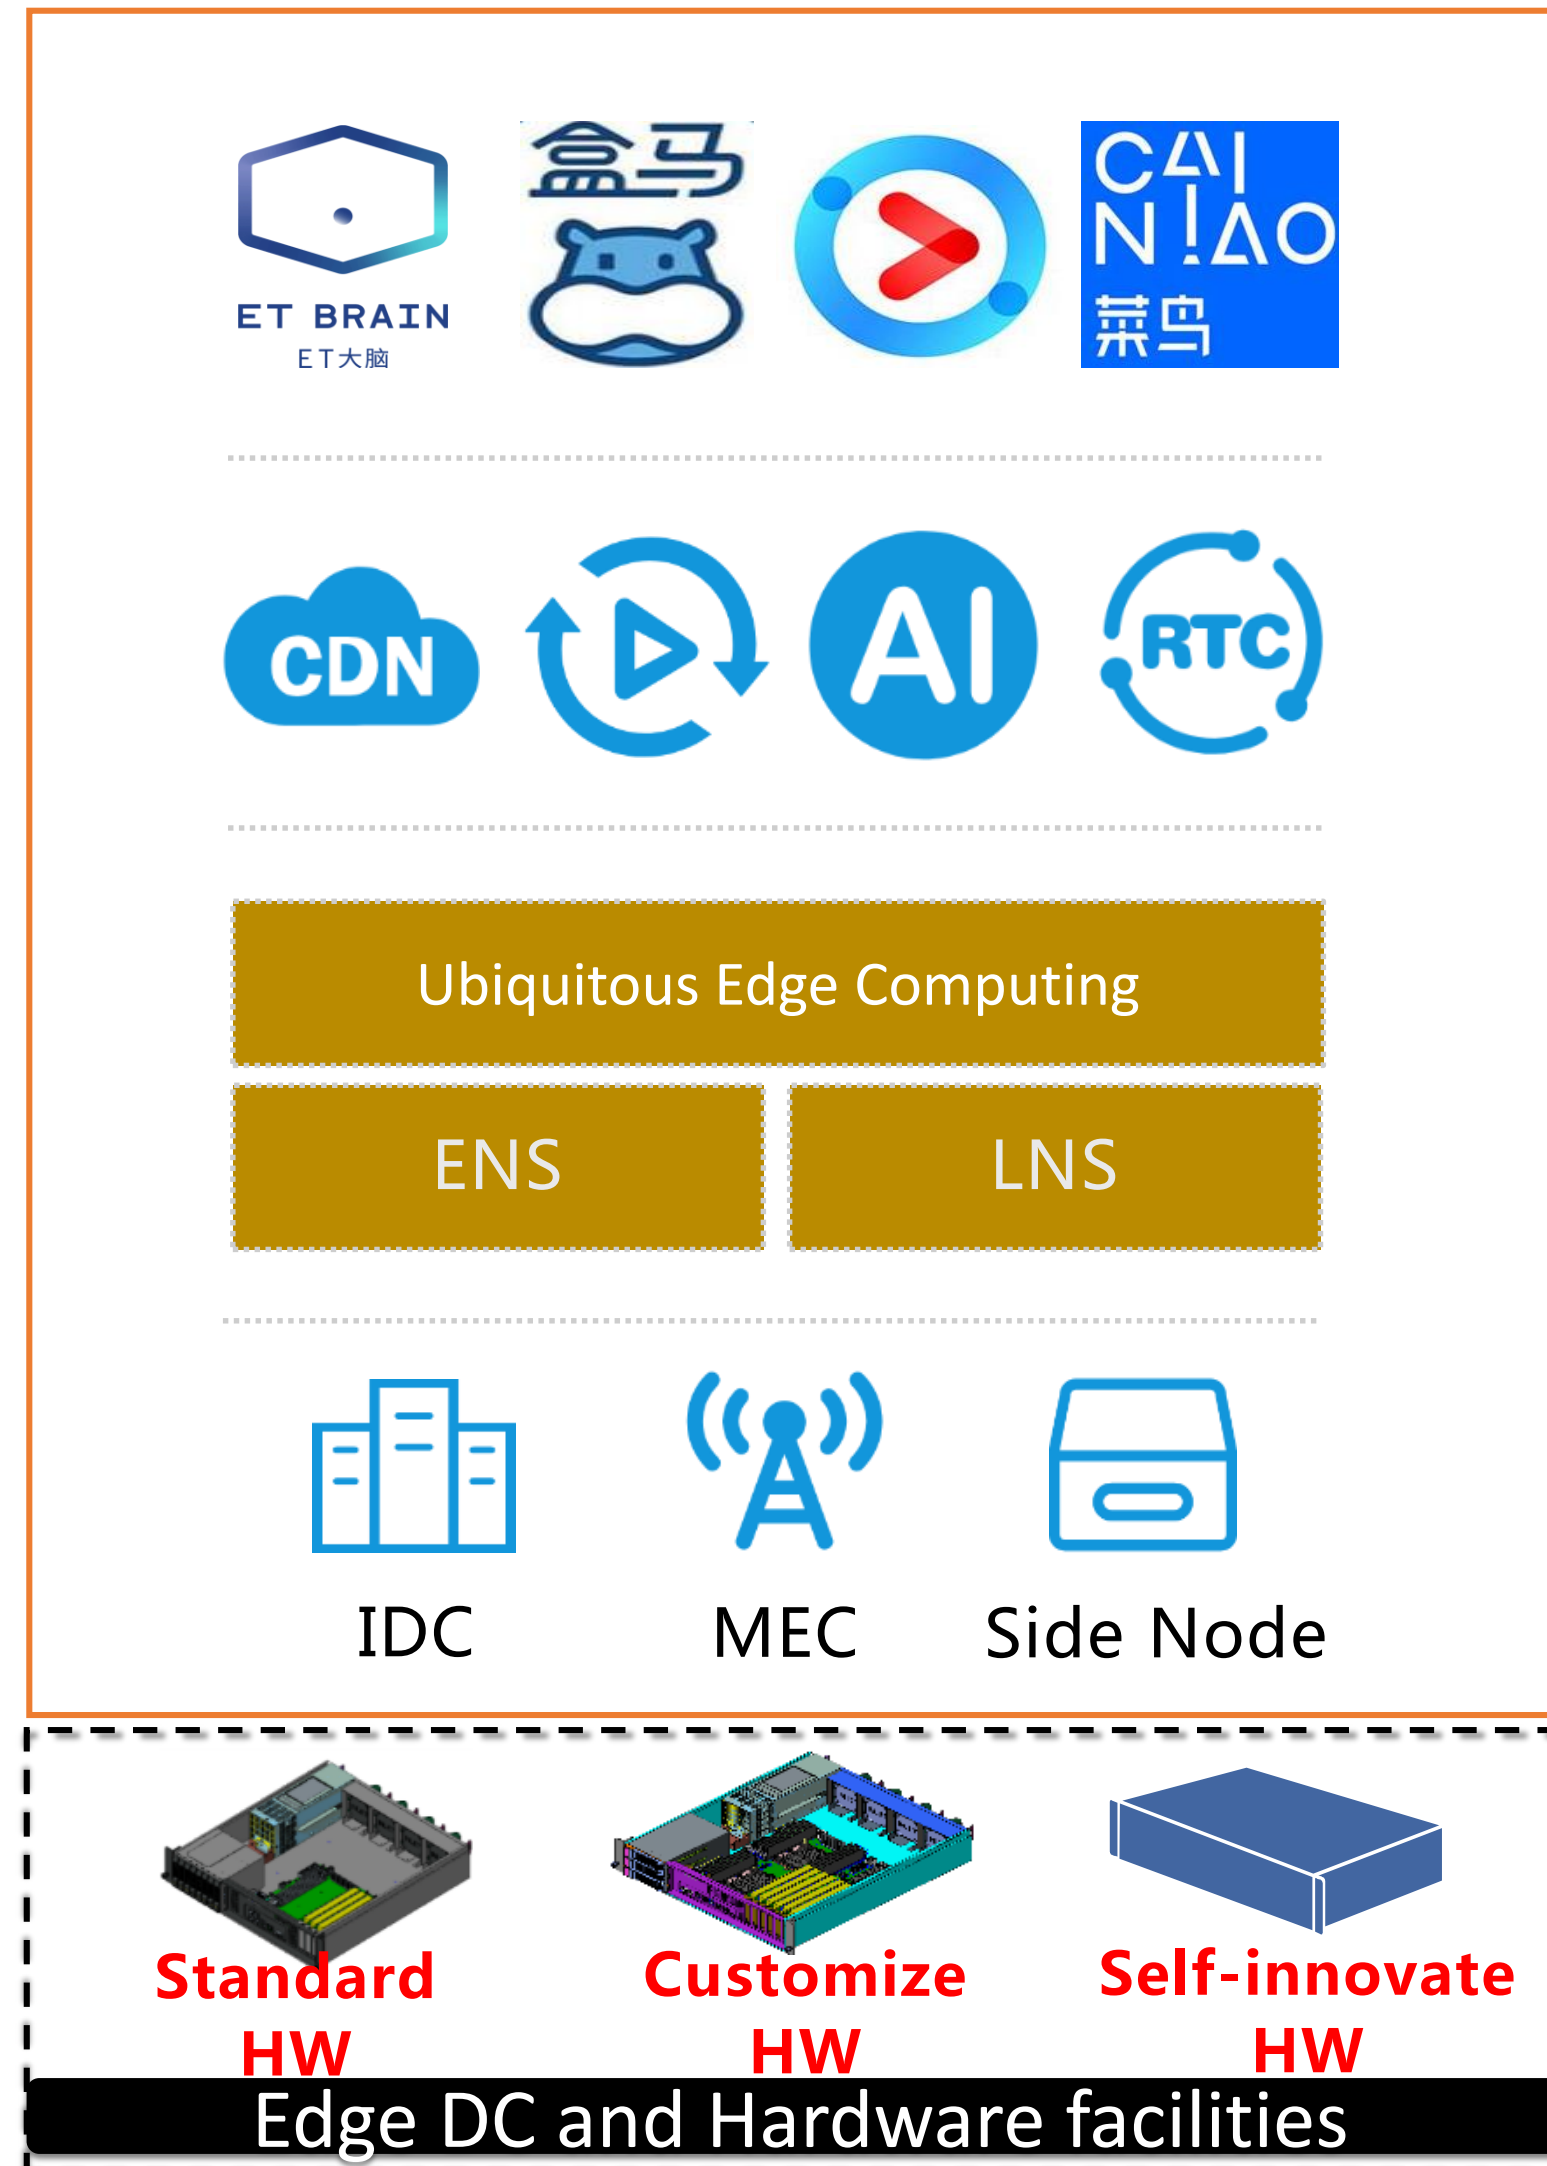 盒马
CAI
NIAO
菜鸟
ET BRAIN
ET大脑
CDN
AI
RTC
Ubiquitous Edge Computing
ENS
LNS
IDC
MEC
Side Node
Standard
HW
Customize
HW
Self-innovate
HW
Edge DC and Hardware facilities